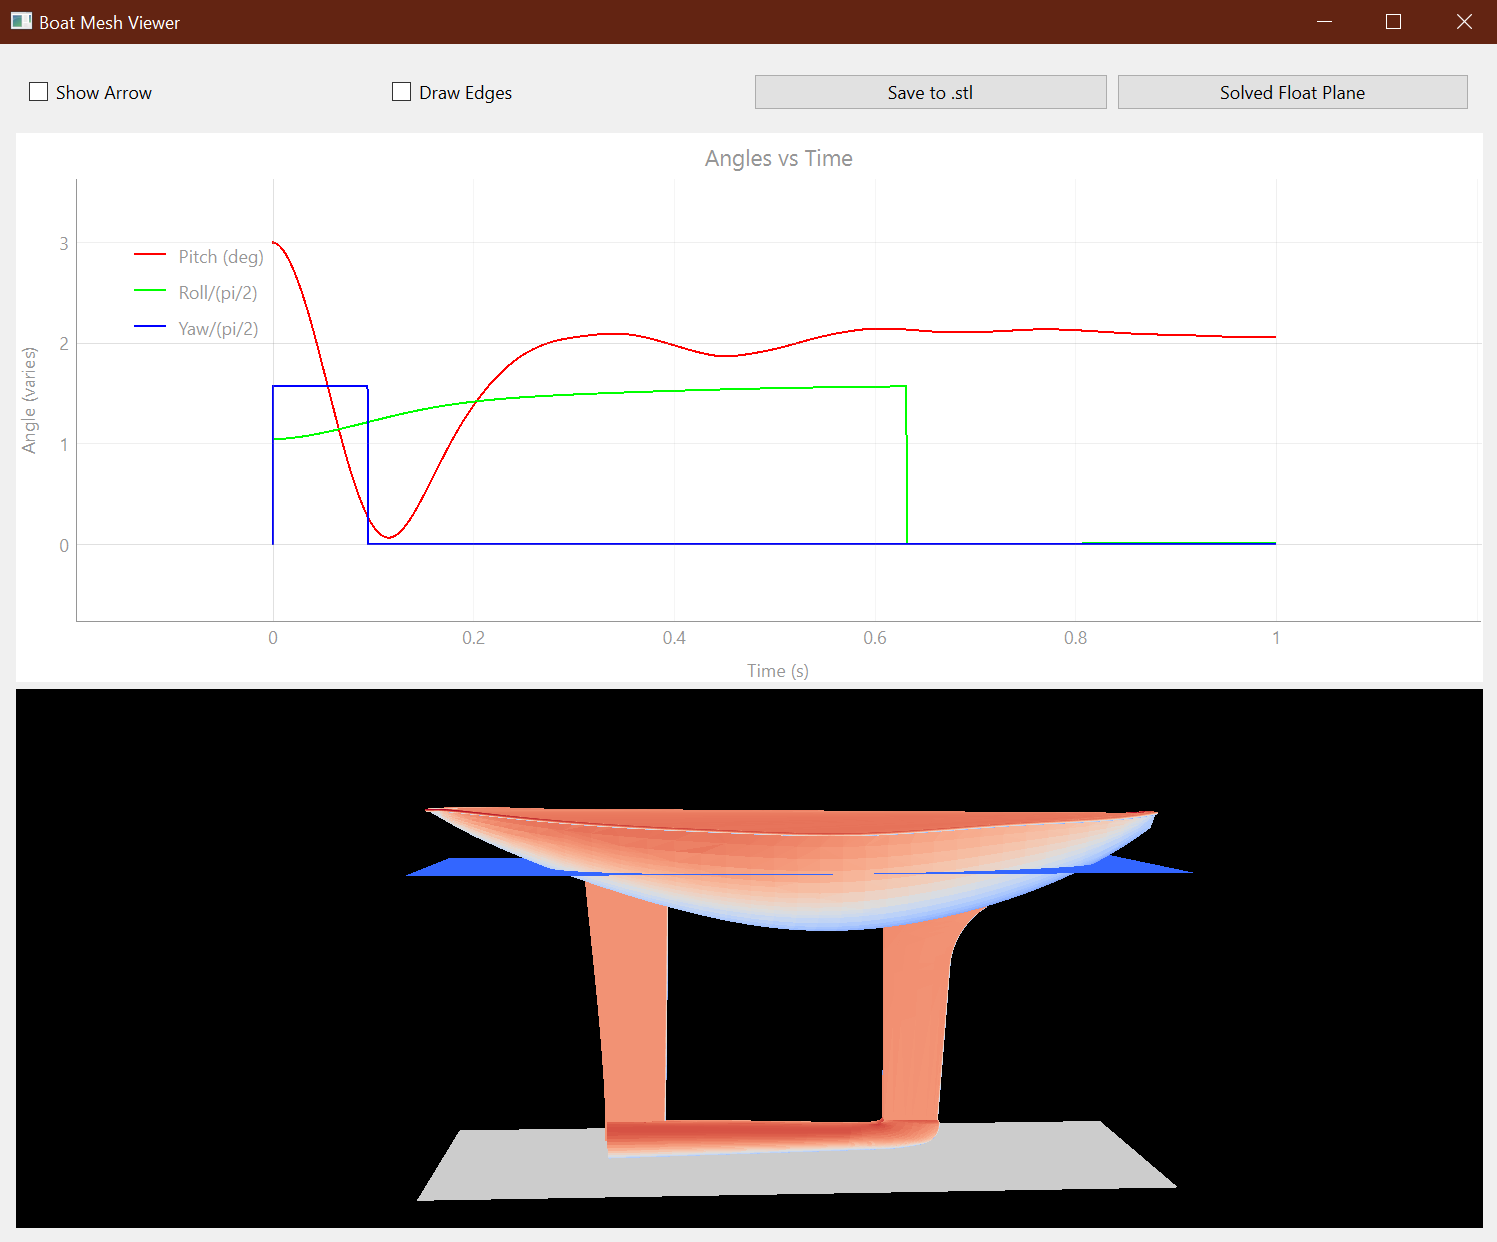 Boat Mesh Viewer
Show Arrow
Draw Edges
Save to .stl
Solved Float Plane
Angles vs Time
Angle (varies)
3
2
1
0
Pitch (deg)
Roll/(pi/2)
Yaw/(pi/2)
0 0.2 0.4 0.6 0.8 1
Time (s)